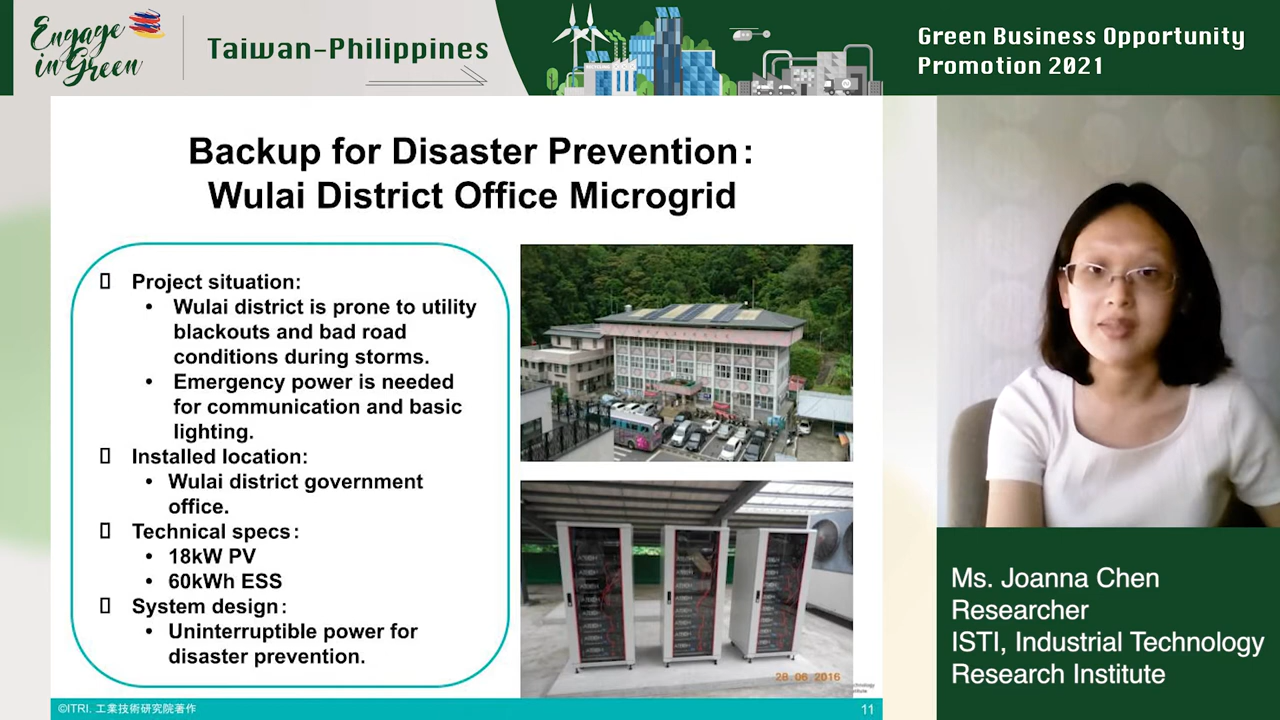 Engage
in Green
Taiwan-Philippines
Green Business Opportunity
Promotion 2021
Backup for Disaster Prevention:
Wulai District Office Microgrid
Project situation:
• Wulai district is prone to utility
blackouts and bad road
conditions during storms.
• Emergency power is needed
for communication and basic
lighting.
Installed location:
• Wulai district government
office.
Technical specs:
• 18kW PV
• 60kWh ESS
System design:
• Uninterruptible power for
disaster prevention.
28 06 2016
©ITRI. 工業技術研究院著作
11
Ms. Joanna Chen
Researcher
ISTI, Industrial Technology
Research Institute